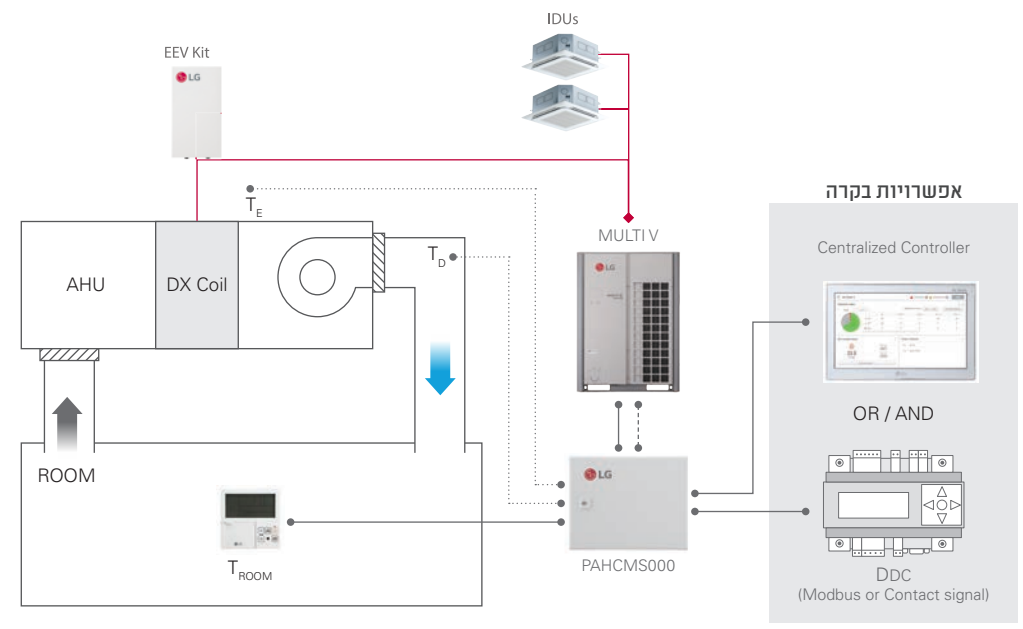 IDUs
EEV Kit
LG
אפשרויות בקרה
T_E
MULTI V
Centralized Controller
T_D
LG
AHU
DX Coil
OR / AND
ROOM
LG
T_ROOM
PAHCMS000
DDC
(Modbus or Contact signal)